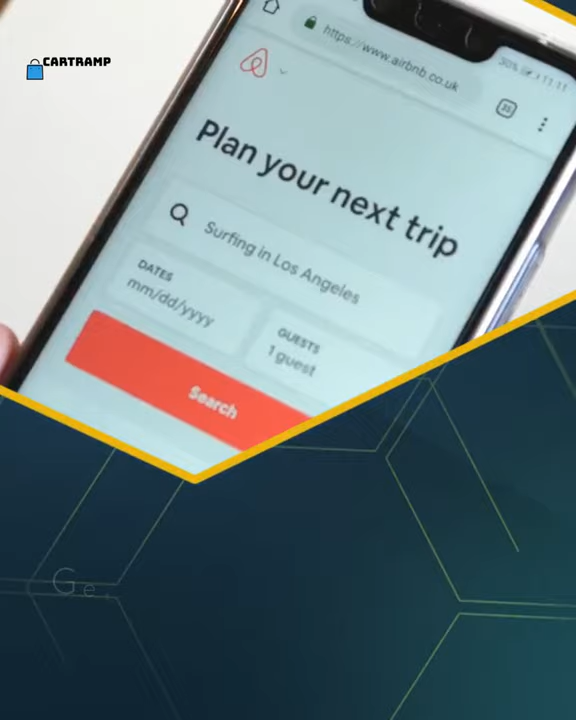 CARTRAMP
https://www.airbnb.co.uk
Plan your next trip
Surfing in Los Angeles
DATES
mm/dd/yyyy
GUESTS
1 guest
Search
Ge